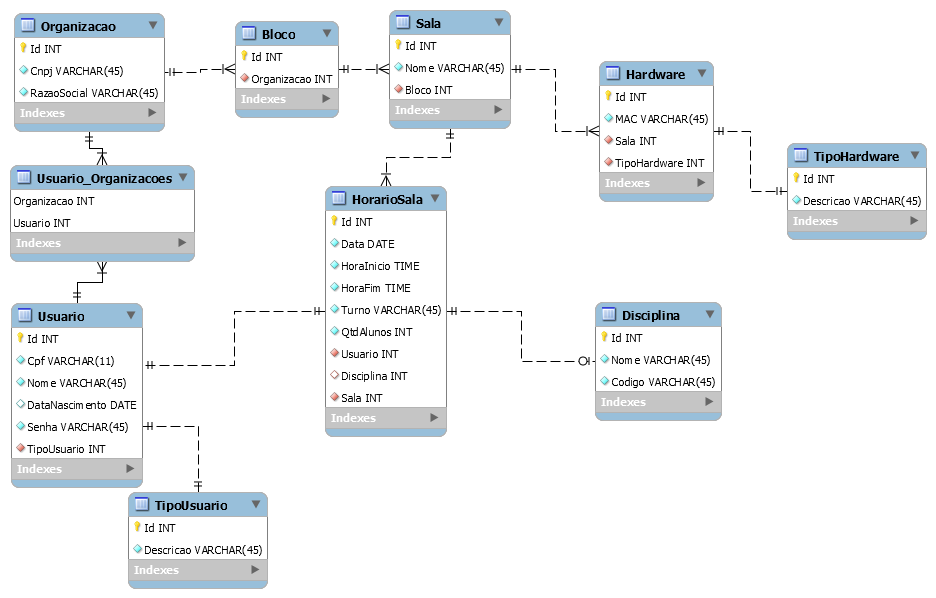 Organizacao
Id INT
Cnpj VARCHAR(45)
RazaoSocial VARCHAR(45)
Indexes
Bloco
Id INT
Organizacao INT
Indexes
Sala
Id INT
Nome VARCHAR(45)
Bloco INT
Indexes
Hardware
Id INT
MAC VARCHAR(45)
Sala INT
TipoHardware INT
Indexes
TipoHardware
Id INT
Descricao VARCHAR(45)
Indexes
Usuario_Organizacoes
Organizacao INT
Usuario INT
Indexes
HorarioSala
Id INT
Data DATE
HoraInicio TIME
HoraFim TIME
Turno VARCHAR(45)
QtdAlunos INT
Usuario INT
Disciplina INT
Sala INT
Indexes
Usuario
Id INT
Cpf VARCHAR(11)
Nome VARCHAR(45)
DataNascimento DATE
Senha VARCHAR(45)
TipoUsuario INT
Indexes
Disciplina
Id INT
Nome VARCHAR(45)
Codigo VARCHAR(45)
Indexes
TipoUsuario
Id INT
Descricao VARCHAR(45)
Indexes